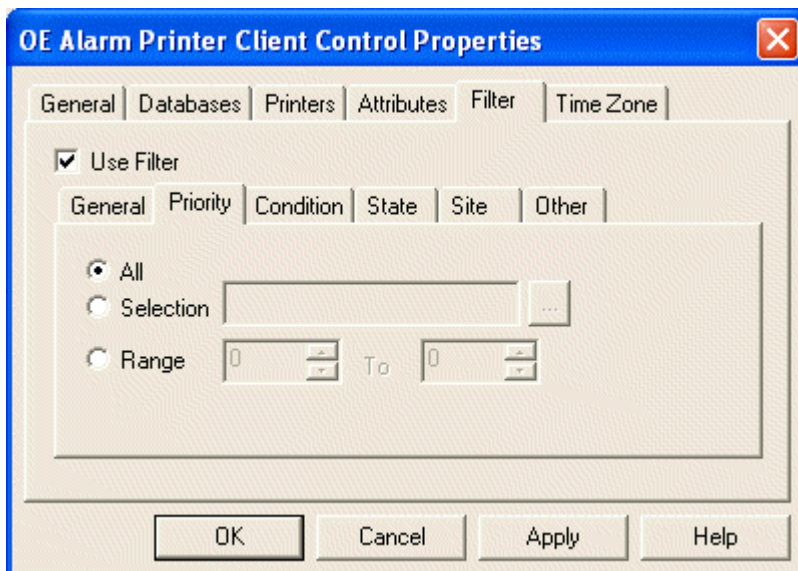 OE Alarm Printer Client Control Properties
General Databases Printers Attributes Filter Time Zone
Use Filter
General Priority Condition State Site Other
All
Selection ...
Range 0 To 0
OK Cancel Apply Help